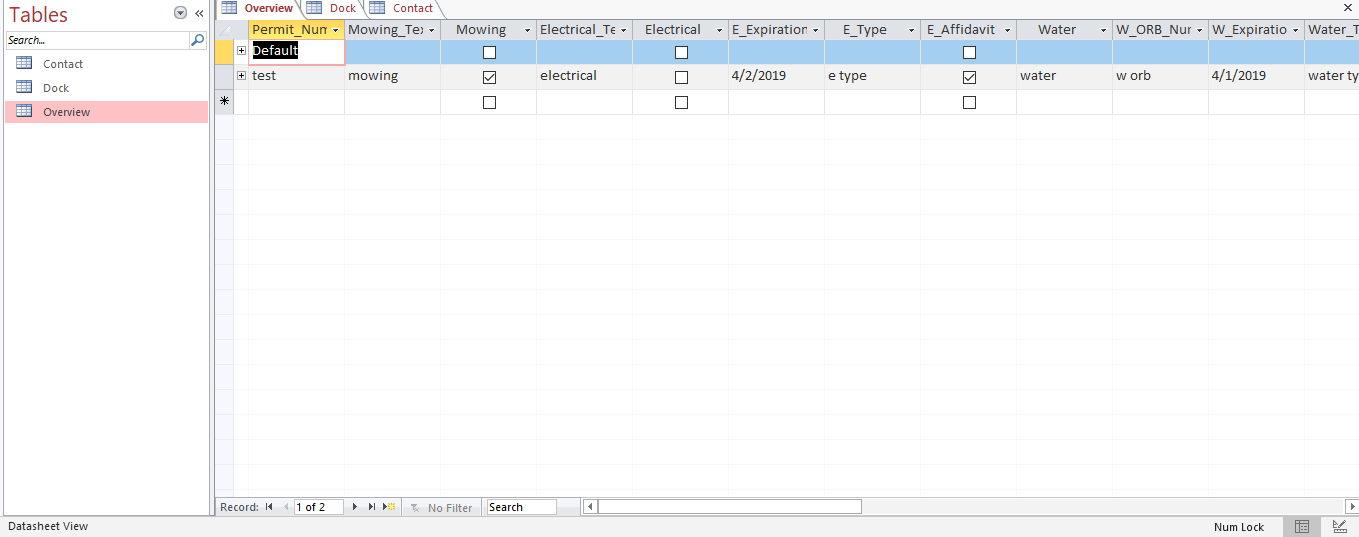 Tables
Search...
Contact
Dock
Overview
Overview Dock Contact
Permit_Num Mowing_Tex Mowing Electrical_Te Electrical E_Expiration E_Type E_Affidavit Water W_ORB_Nur W_Expiratio Water_T
Default
test mowing electrical 4/2/2019 e type water w orb 4/1/2019 water ty
Record: 1 of 2 No Filter Search
Datasheet View Num Lock